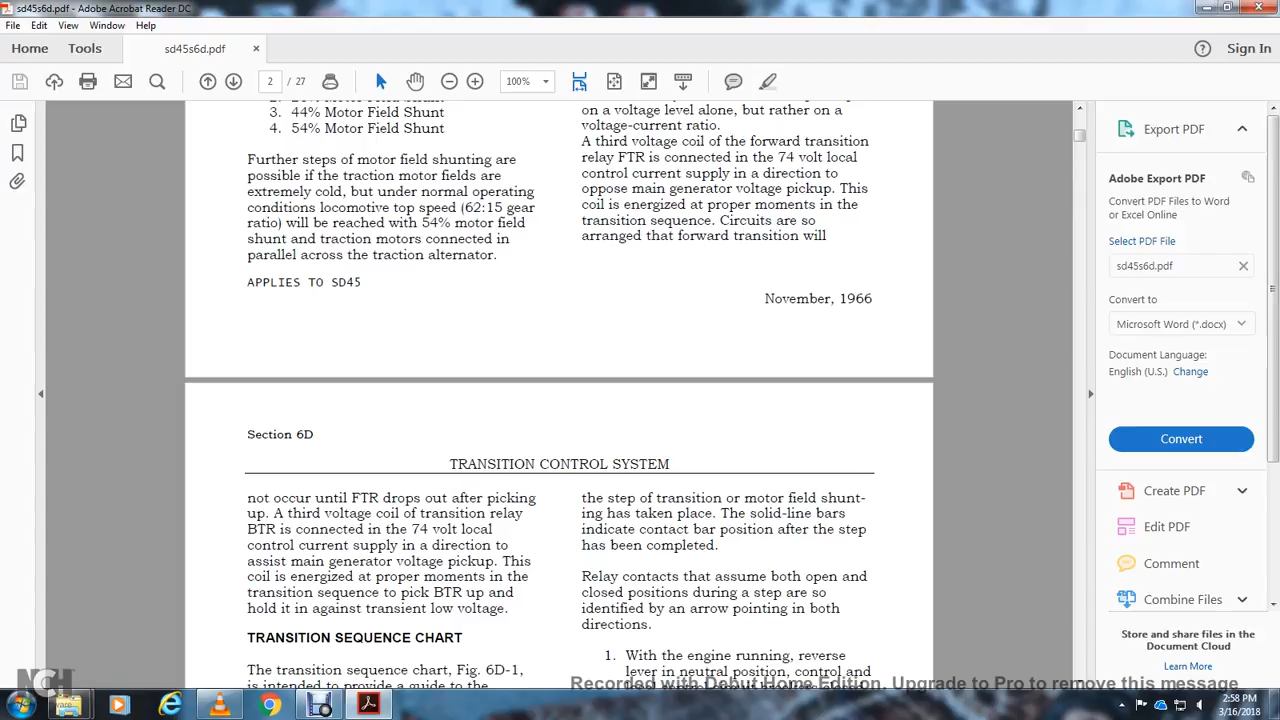 sd45s6d.pdf - Adobe Acrobat Reader DC
File Edit View Window Help
Home Tools sd45s6d.pdf × Sign In
2 / 27 100%
3. 44% Motor Field Shunt
4. 54% Motor Field Shunt
Further steps of motor field shunting are
possible if the traction motor fields are
extremely cold, but under normal operating
conditions locomotive top speed (62:15 gear
ratio) will be reached with 54% motor field
shunt and traction motors connected in
parallel across the traction alternator.
APPLIES TO SD45
on a voltage level alone, but rather on a
voltage-current ratio.
A third voltage coil of the forward transition
relay FTR is connected in the 74 volt local
control current supply in a direction to
oppose main generator voltage pickup. This
coil is energized at proper moments in the
transition sequence. Circuits are so
arranged that forward transition will
November, 1966
Section 6D
TRANSITION CONTROL SYSTEM
not occur until FTR drops out after picking
up. A third voltage coil of transition relay
BTR is connected in the 74 volt local
control current supply in a direction to
assist main generator voltage pickup. This
coil is energized at proper moments in the
transition sequence to pick BTR up and
hold it in against transient low voltage.
TRANSITION SEQUENCE CHART
The transition sequence chart, Fig. 6D-1,
is intended to provide a guide to the
the step of transition or motor field shunt-
ing has taken place. The solid-line bars
indicate contact bar position after the step
has been completed.
Relay contacts that assume both open and
closed positions during a step are so
identified by an arrow pointing in both
directions.
1. With the engine running, reverse
lever in neutral position, control and
Export PDF
Adobe Export PDF
Convert PDF Files to Word
or Excel Online
Select PDF File
sd45s6d.pdf
Convert to
Microsoft Word (*.docx)
Document Language:
English (U.S.) Change
Convert
Create PDF
Edit PDF
Comment
Combine Files
Store and share files in the
Document Cloud
Learn More
NCH
Recorded with Debut Home Edition. Upgrade to Pro to remove this message
2:58 PM
3/16/2018